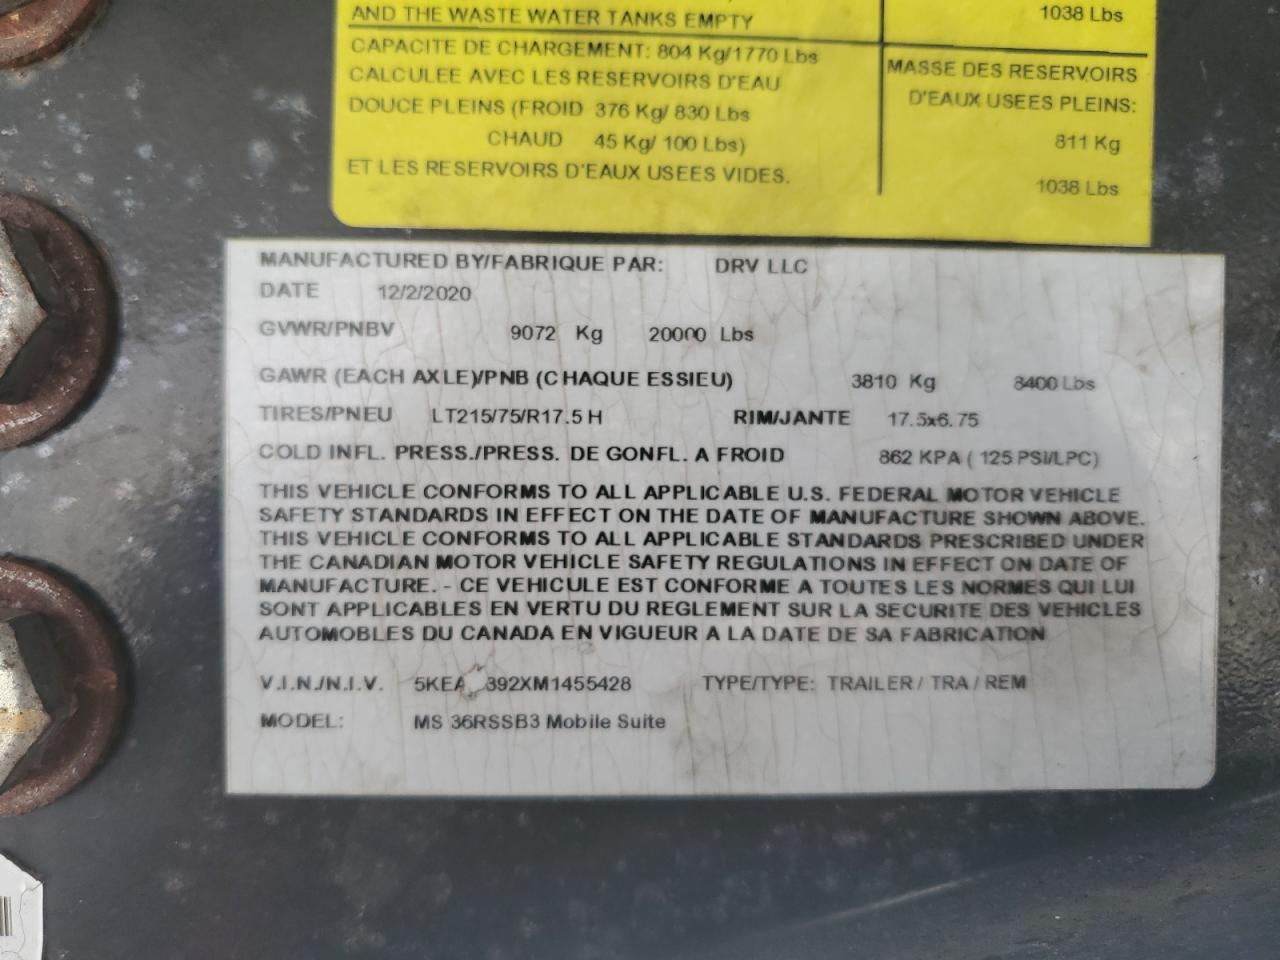 AND THE WASTE WATER TANKS EMPTY
1038 Lbs
CAPACITE DE CHARGEMENT: 804 Kg/1770 Lbs
CALCULEE AVEC LES RESERVOIRS D'EAU
DOUCE PLEINS (FROID 376 Kg/ 830 Lbs
CHAUD 45 Kg/ 100 Lbs)
ET LES RESERVOIRS D'EAUX USEES VIDES.
MASSE DES RESERVOIRS
D'EAUX USEES PLEINS:
811 Kg
1038 Lbs
MANUFACTURED BY/FABRIQUE PAR: DRV LLC
DATE 12/2/2020
GVWR/PNBV 9072 Kg 20000 Lbs
GAWR (EACH AXLE)/PNB (CHAQUE ESSIEU) 3810 Kg 8400 Lbs
TIRES/PNEU LT215/75/R17.5 H RIM/JANTE 17.5x6.75
COLD INFL. PRESS./PRESS. DE GONFL. A FROID 862 KPA ( 125 PSI/LPC)
THIS VEHICLE CONFORMS TO ALL APPLICABLE U.S. FEDERAL MOTOR VEHICLE
SAFETY STANDARDS IN EFFECT ON THE DATE OF MANUFACTURE SHOWN ABOVE.
THIS VEHICLE CONFORMS TO ALL APPLICABLE STANDARDS PRESCRIBED UNDER
THE CANADIAN MOTOR VEHICLE SAFETY REGULATIONS IN EFFECT ON DATE OF
MANUFACTURE. - CE VEHICULE EST CONFORME A TOUTES LES NORMES QUI LUI
SONT APPLICABLES EN VERTU DU REGLEMENT SUR LA SECURITE DES VEHICLES
AUTOMOBLES DU CANADA EN VIGUEUR A LA DATE DE SA FABRICATION
V.I.N./N.I.V. TYPE/TYPE: TRAILER / TRA / REM
MODEL: MS 36RSSB3 Mobile Suite